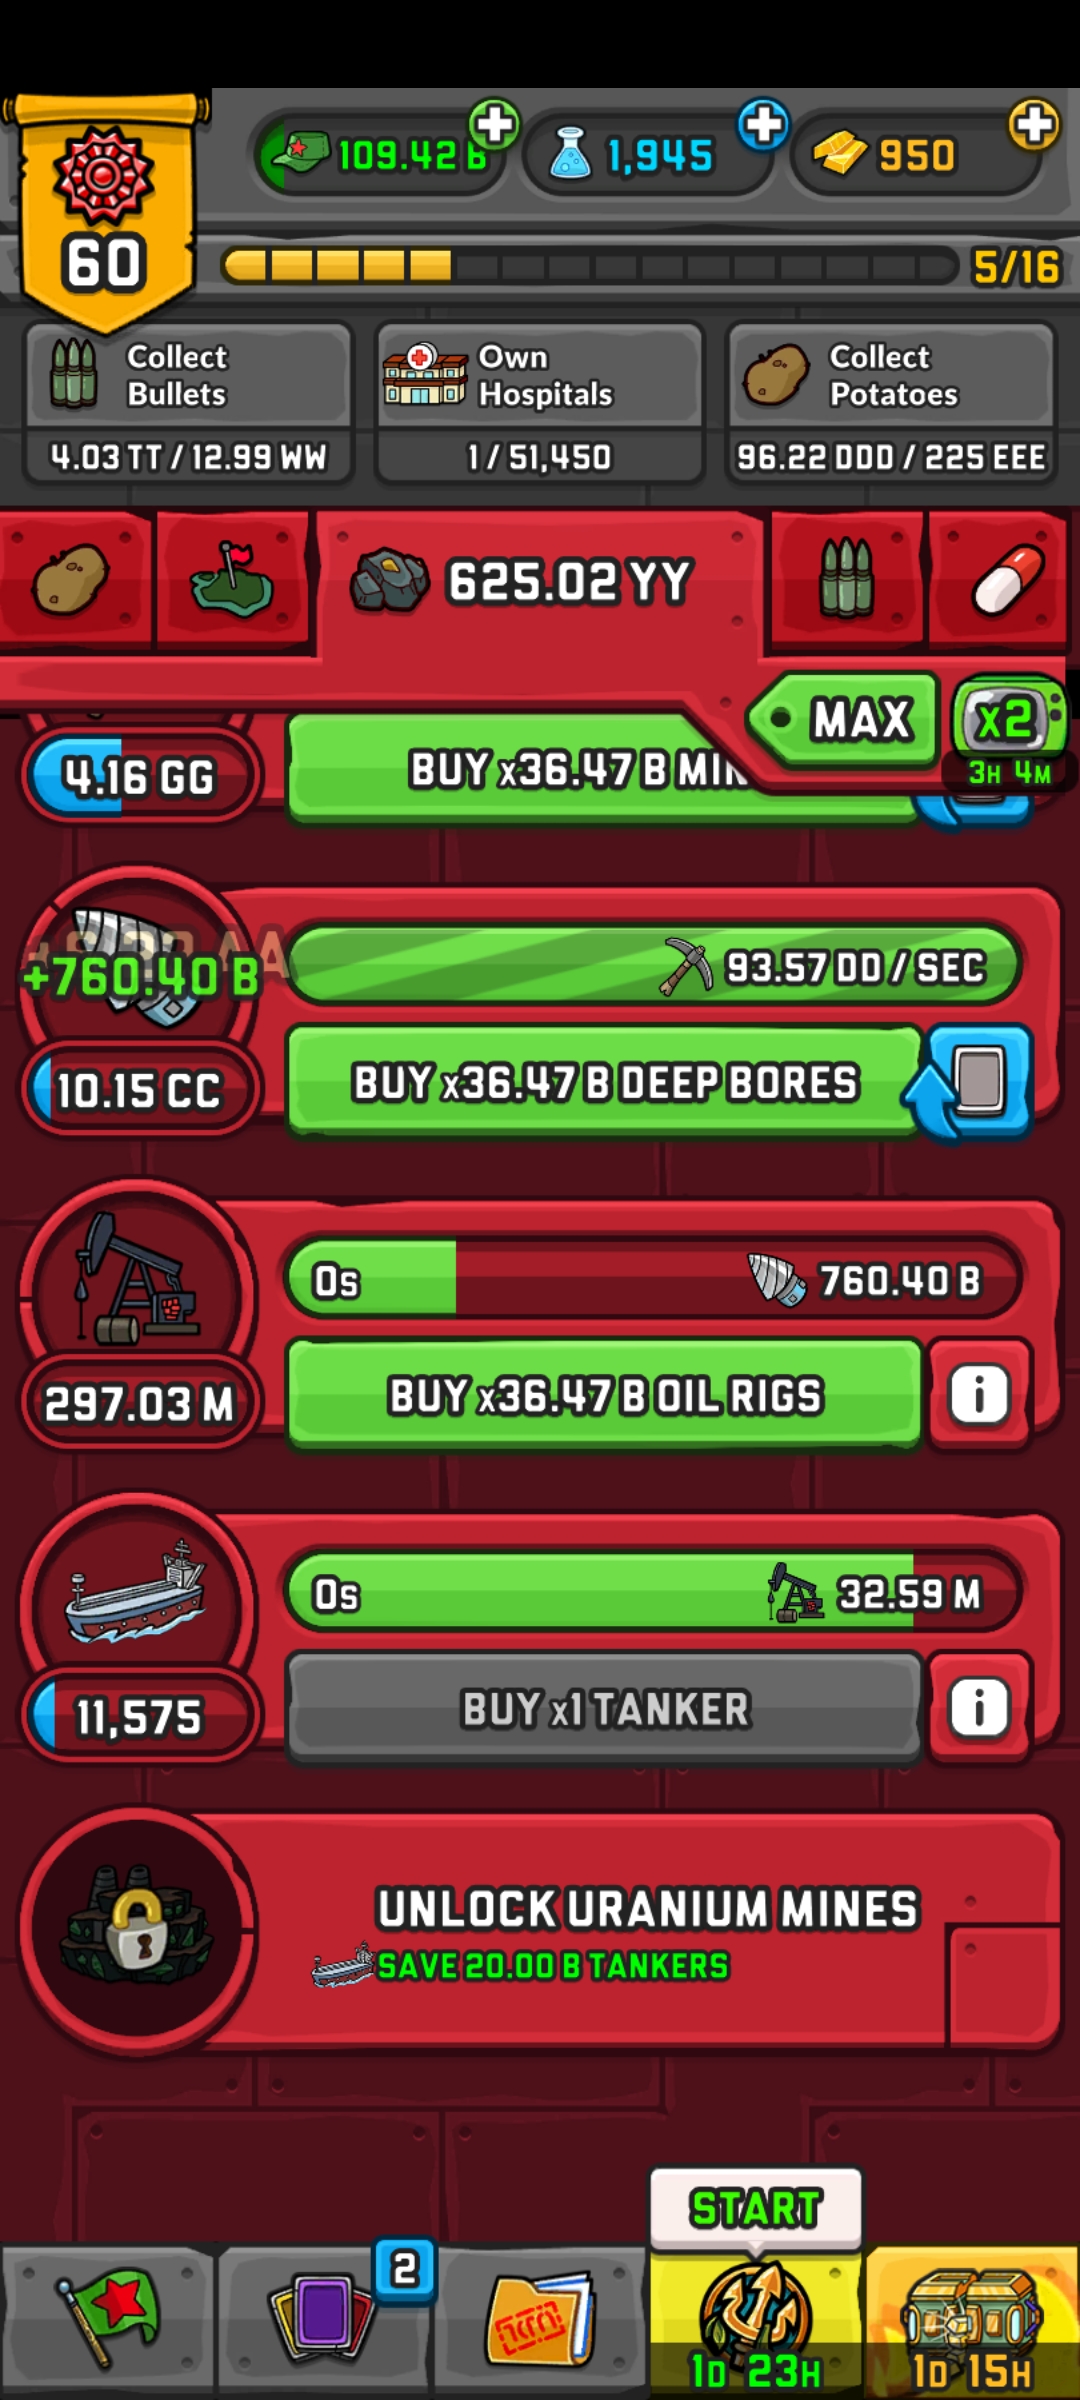 109.42 B
1,945
950
60
5/16
Collect
Bullets
Own
Hospitals
Collect
Potatoes
4.03 TT / 12.99 WW
1 / 51,450
96.22 DDD / 225 EEE
625.02 YY
MAX
x2
3H 4M
4.16 GG
BUY x36.47 B
+760.40 B
93.57 DD / SEC
10.15 CC
BUY x36.47 B DEEP BORES
0s
760.40 B
297.03 M
BUY x36.47 B OIL RIGS
0s
32.59 M
11,575
BUY x1 TANKER
UNLOCK URANIUM MINES
SAVE 20.00 B TANKERS
START
2
1D 23H
1D 15H